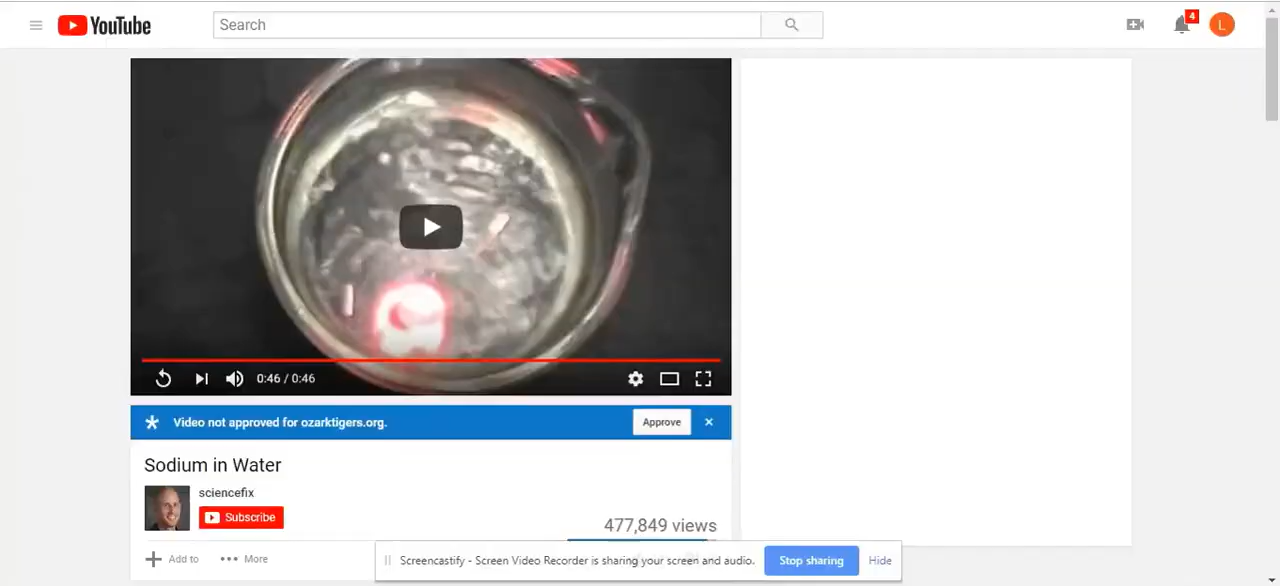 YouTube
Search
4
L
0:46 / 0:46
Video not approved for ozarktigers.org.
Approve
Sodium in Water
sciencefix
Subscribe
477,849 views
Add to
More
Screencastify - Screen Video Recorder is sharing your screen and audio.
Stop sharing
Hide